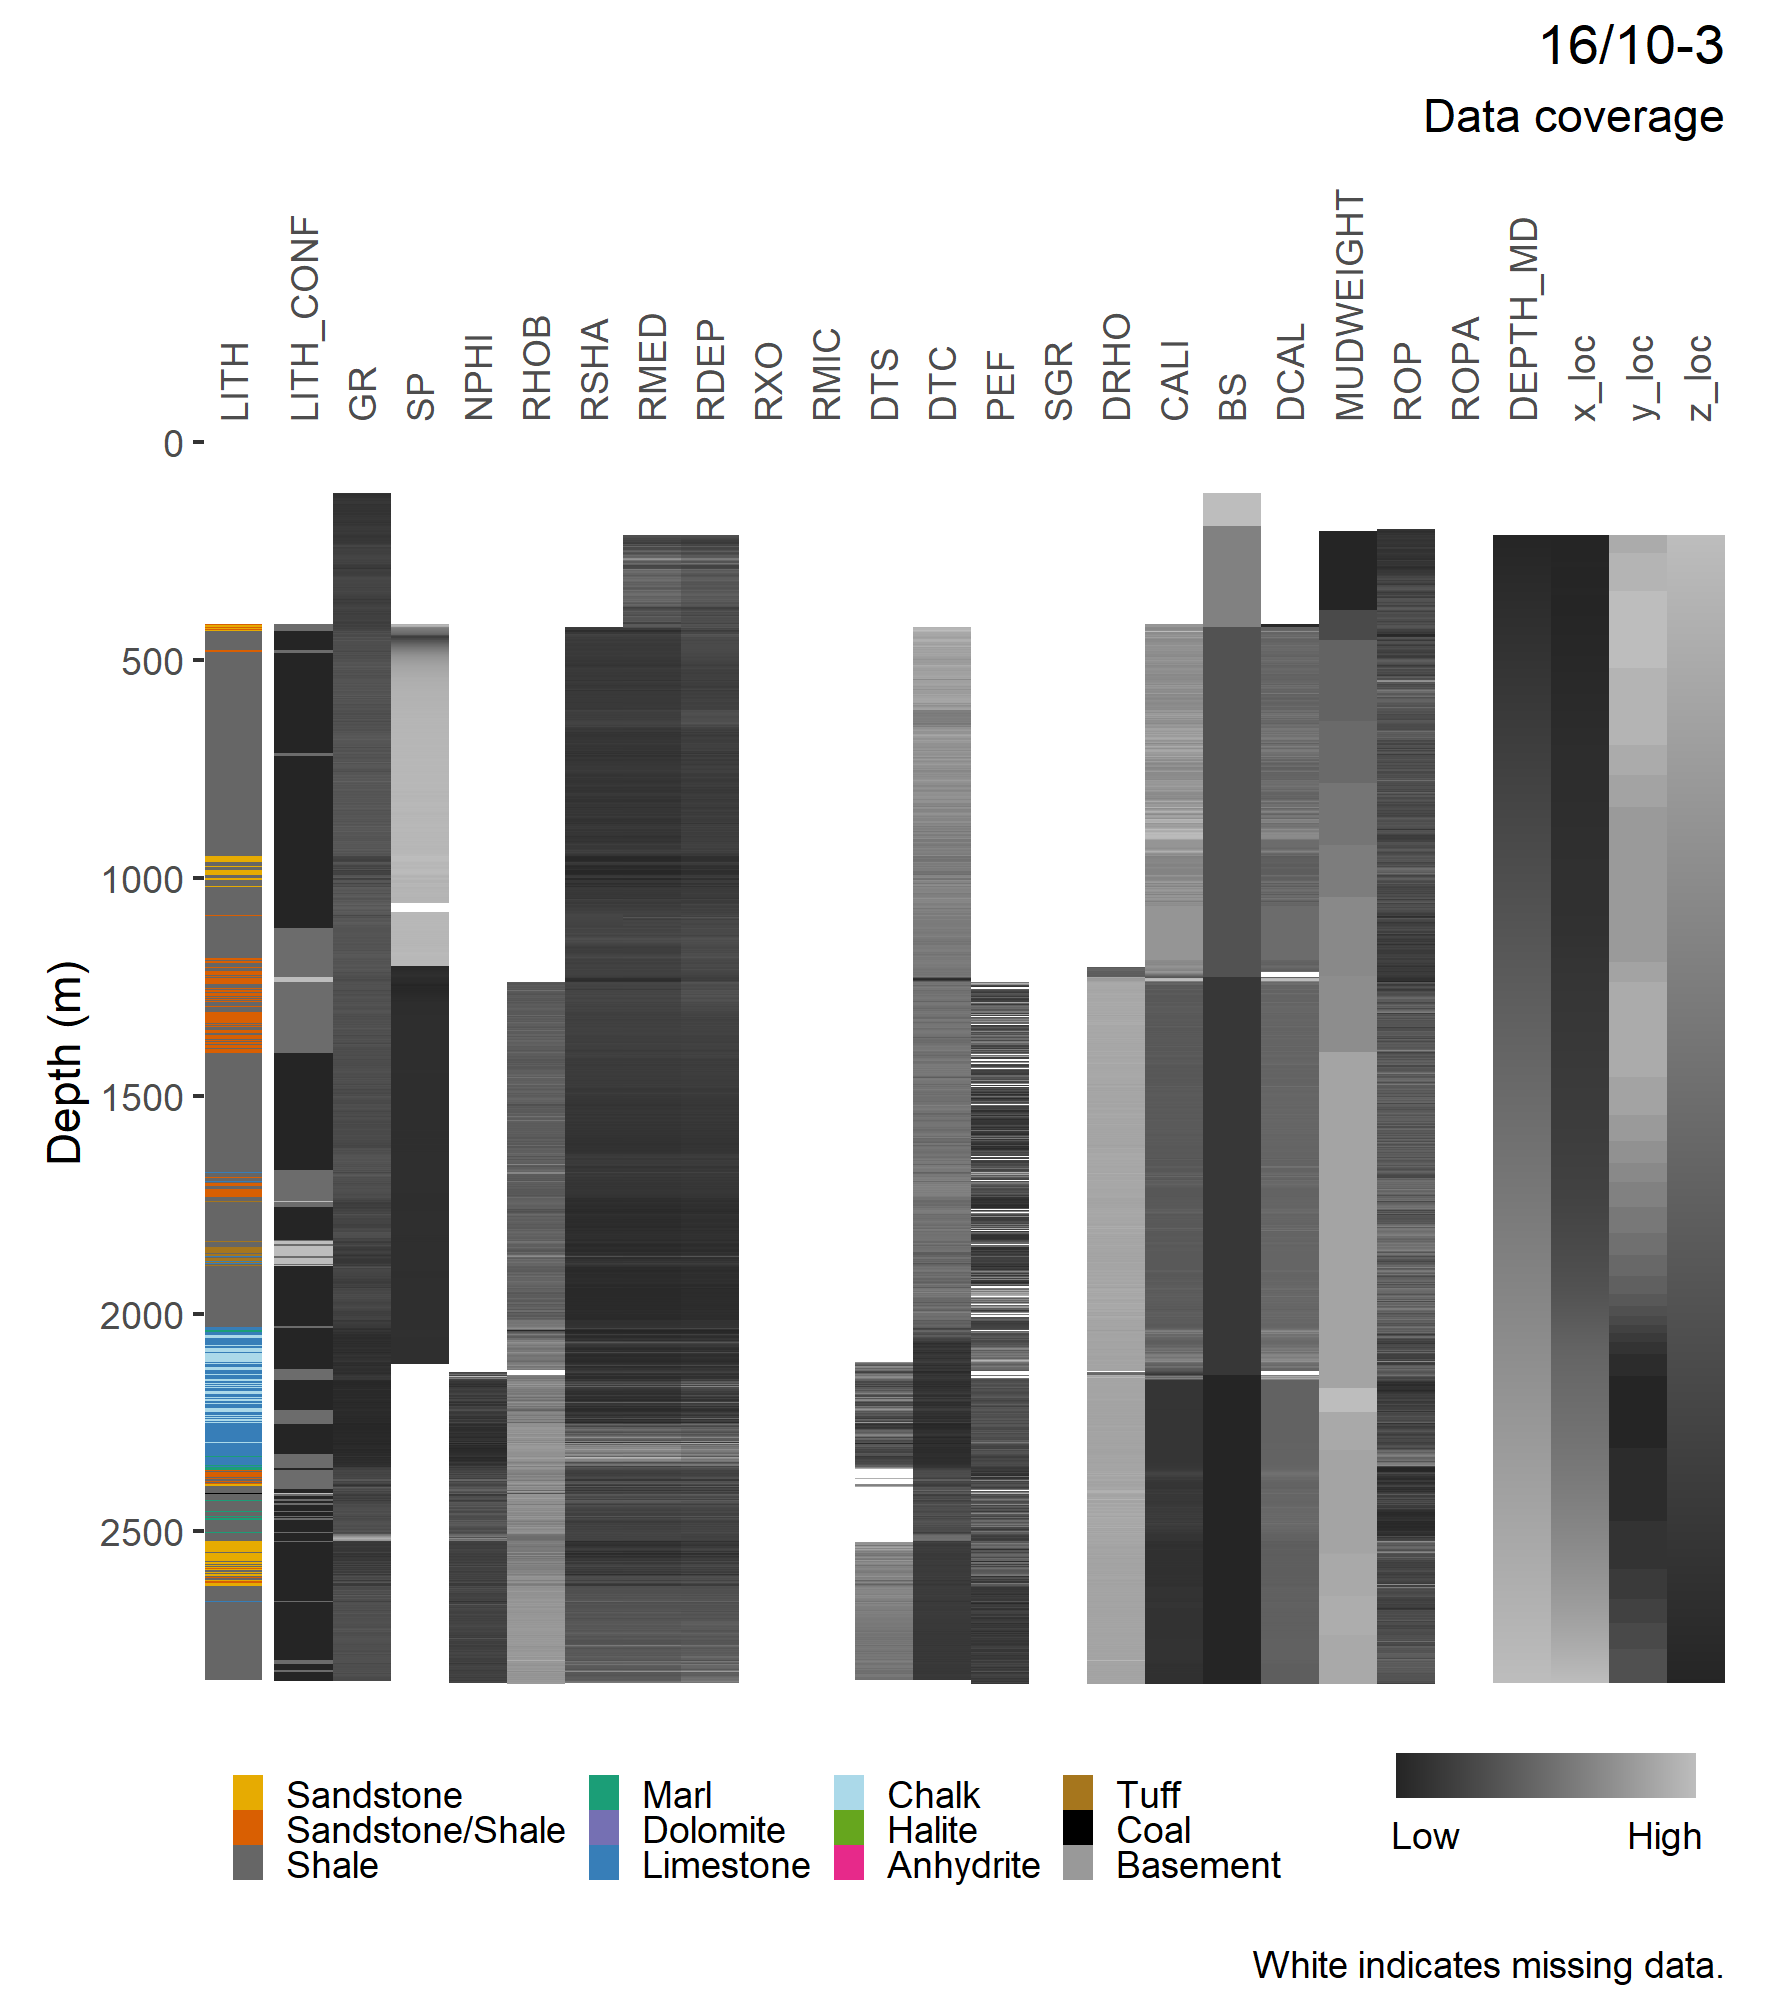 16/10-3
Data coverage
LITH
LITH_CONF
GR
SP
NPHI
RHOB
RSHA
RMED
RDEP
RXO
RMIC
DTS
DTC
PEF
SGR
DRHO
CALI
BS
DCAL
MUDWEIGHT
ROP
ROPA
DEPTH_MD
x_loc
y_loc
z_loc
Depth (m)
0
500
1000
1500
2000
2500
Sandstone
Sandstone/Shale
Shale
Marl
Dolomite
Limestone
Chalk
Halite
Anhydrite
Tuff
Coal
Basement
Low High
White indicates missing data.